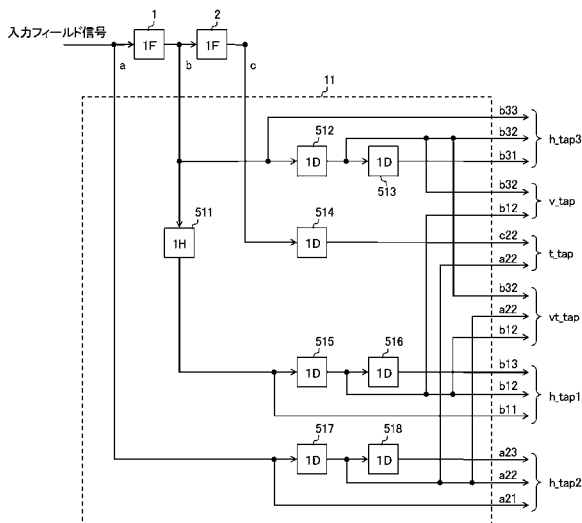 1
2
入力フィールド信号
1F
1F
a
b
c
11
b33
512
b32
h_tap3
1D
1D
b31
513
b32
v_tap
511
514
b12
1H
1D
c22
t_tap
a22
b32
a22
vt_tap
b12
515
516
b13
1D
1D
b12
h_tap1
b11
517
518
a23
1D
1D
a22
h_tap2
a21